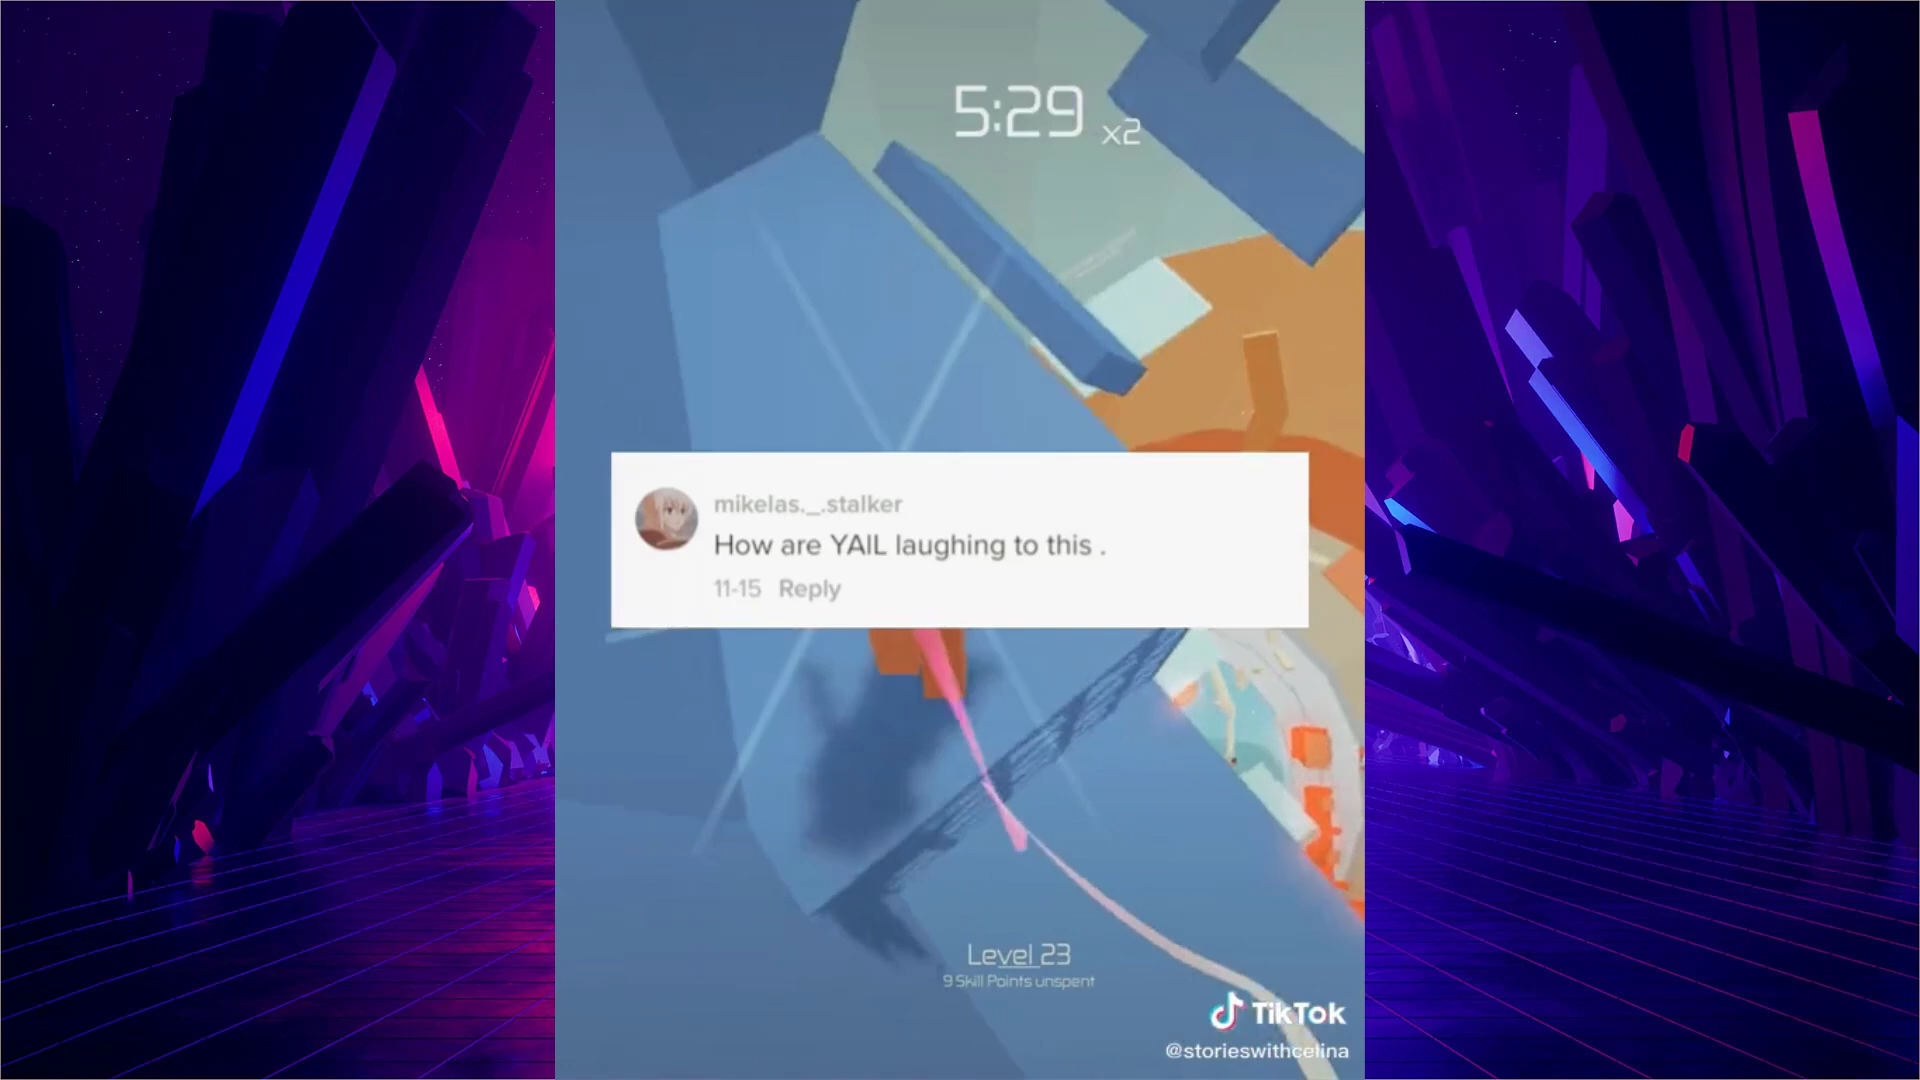 5:29 x2
mikelas._.stalker
How are YAIL laughing to this .
11-15 Reply
Level 23
9 Skill Points unspent
TikTok
@storieswithcelina